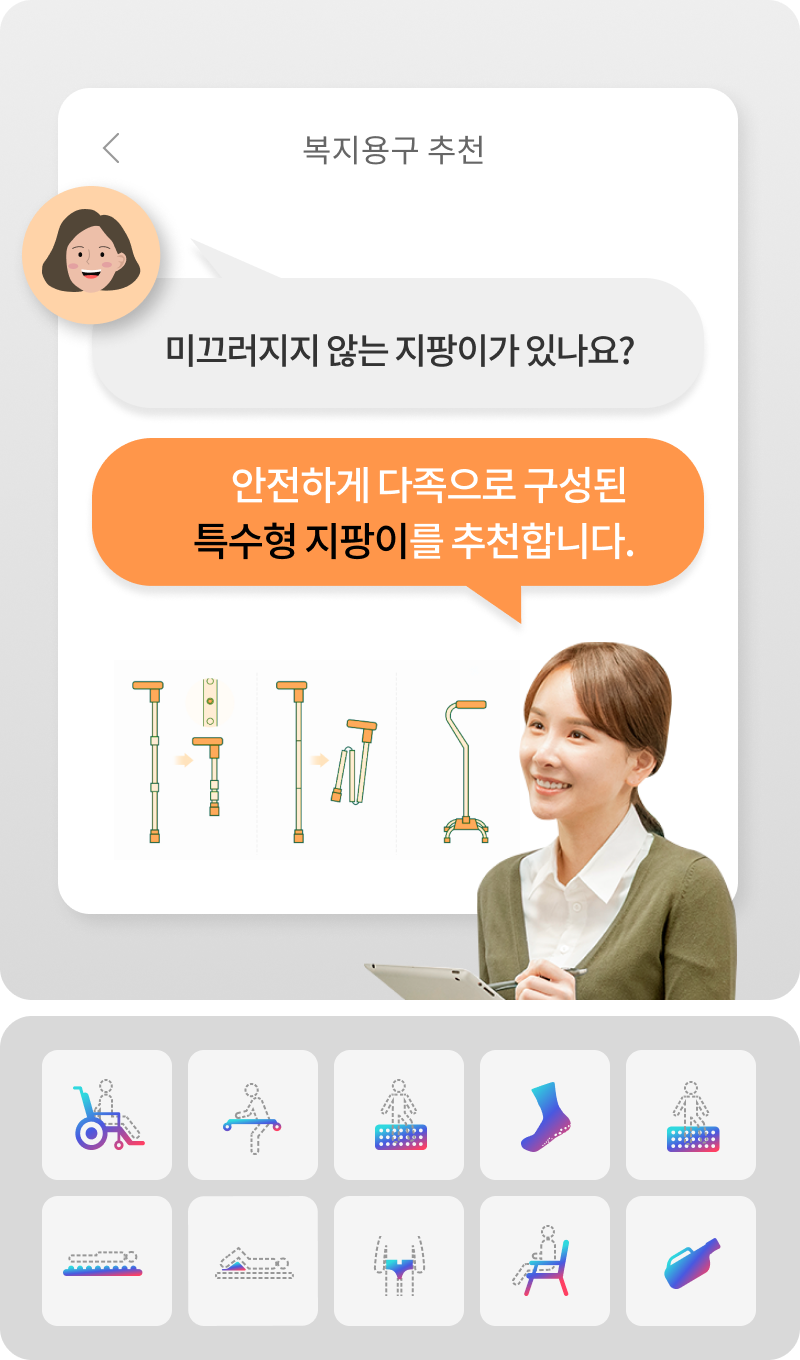 복지용구 추천
미끄러지지 않는 지팡이가 있나요?
안전하게 다족으로 구성된
특수형 지팡이를 추천합니다.